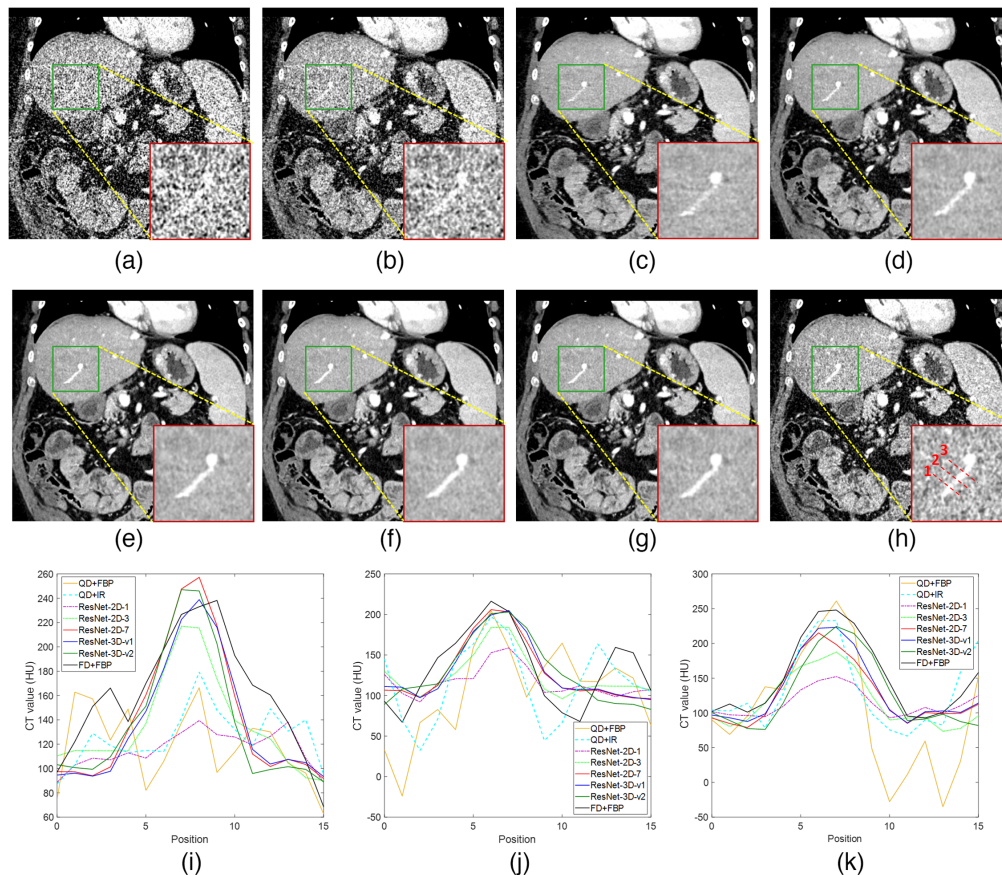 (a) (b) (c) (d)
3
2
1
(e) (f) (g) (h)
260
240
220
200
180
160
140
120
100
80
60
0 5 10 15
CT value (HU)
Position
QD+FBP
QD+IR
ResNet-2D-1
ResNet-2D-3
ResNet-2D-7
ResNet-3D-v1
ResNet-3D-v2
FD+FBP
(i)
250
200
150
100
50
0
-50
0 5 10 15
CT value (HU)
Position
QD+FBP
QD+IR
ResNet-2D-1
ResNet-2D-3
ResNet-2D-7
ResNet-3D-v1
ResNet-3D-v2
FD+FBP
(j)
300
250
200
150
100
50
0
-50
0 5 10 15
CT value (HU)
Position
QD+FBP
QD+IR
ResNet-2D-1
ResNet-2D-3
ResNet-2D-7
ResNet-3D-v1
ResNet-3D-v2
FD+FBP
(k)